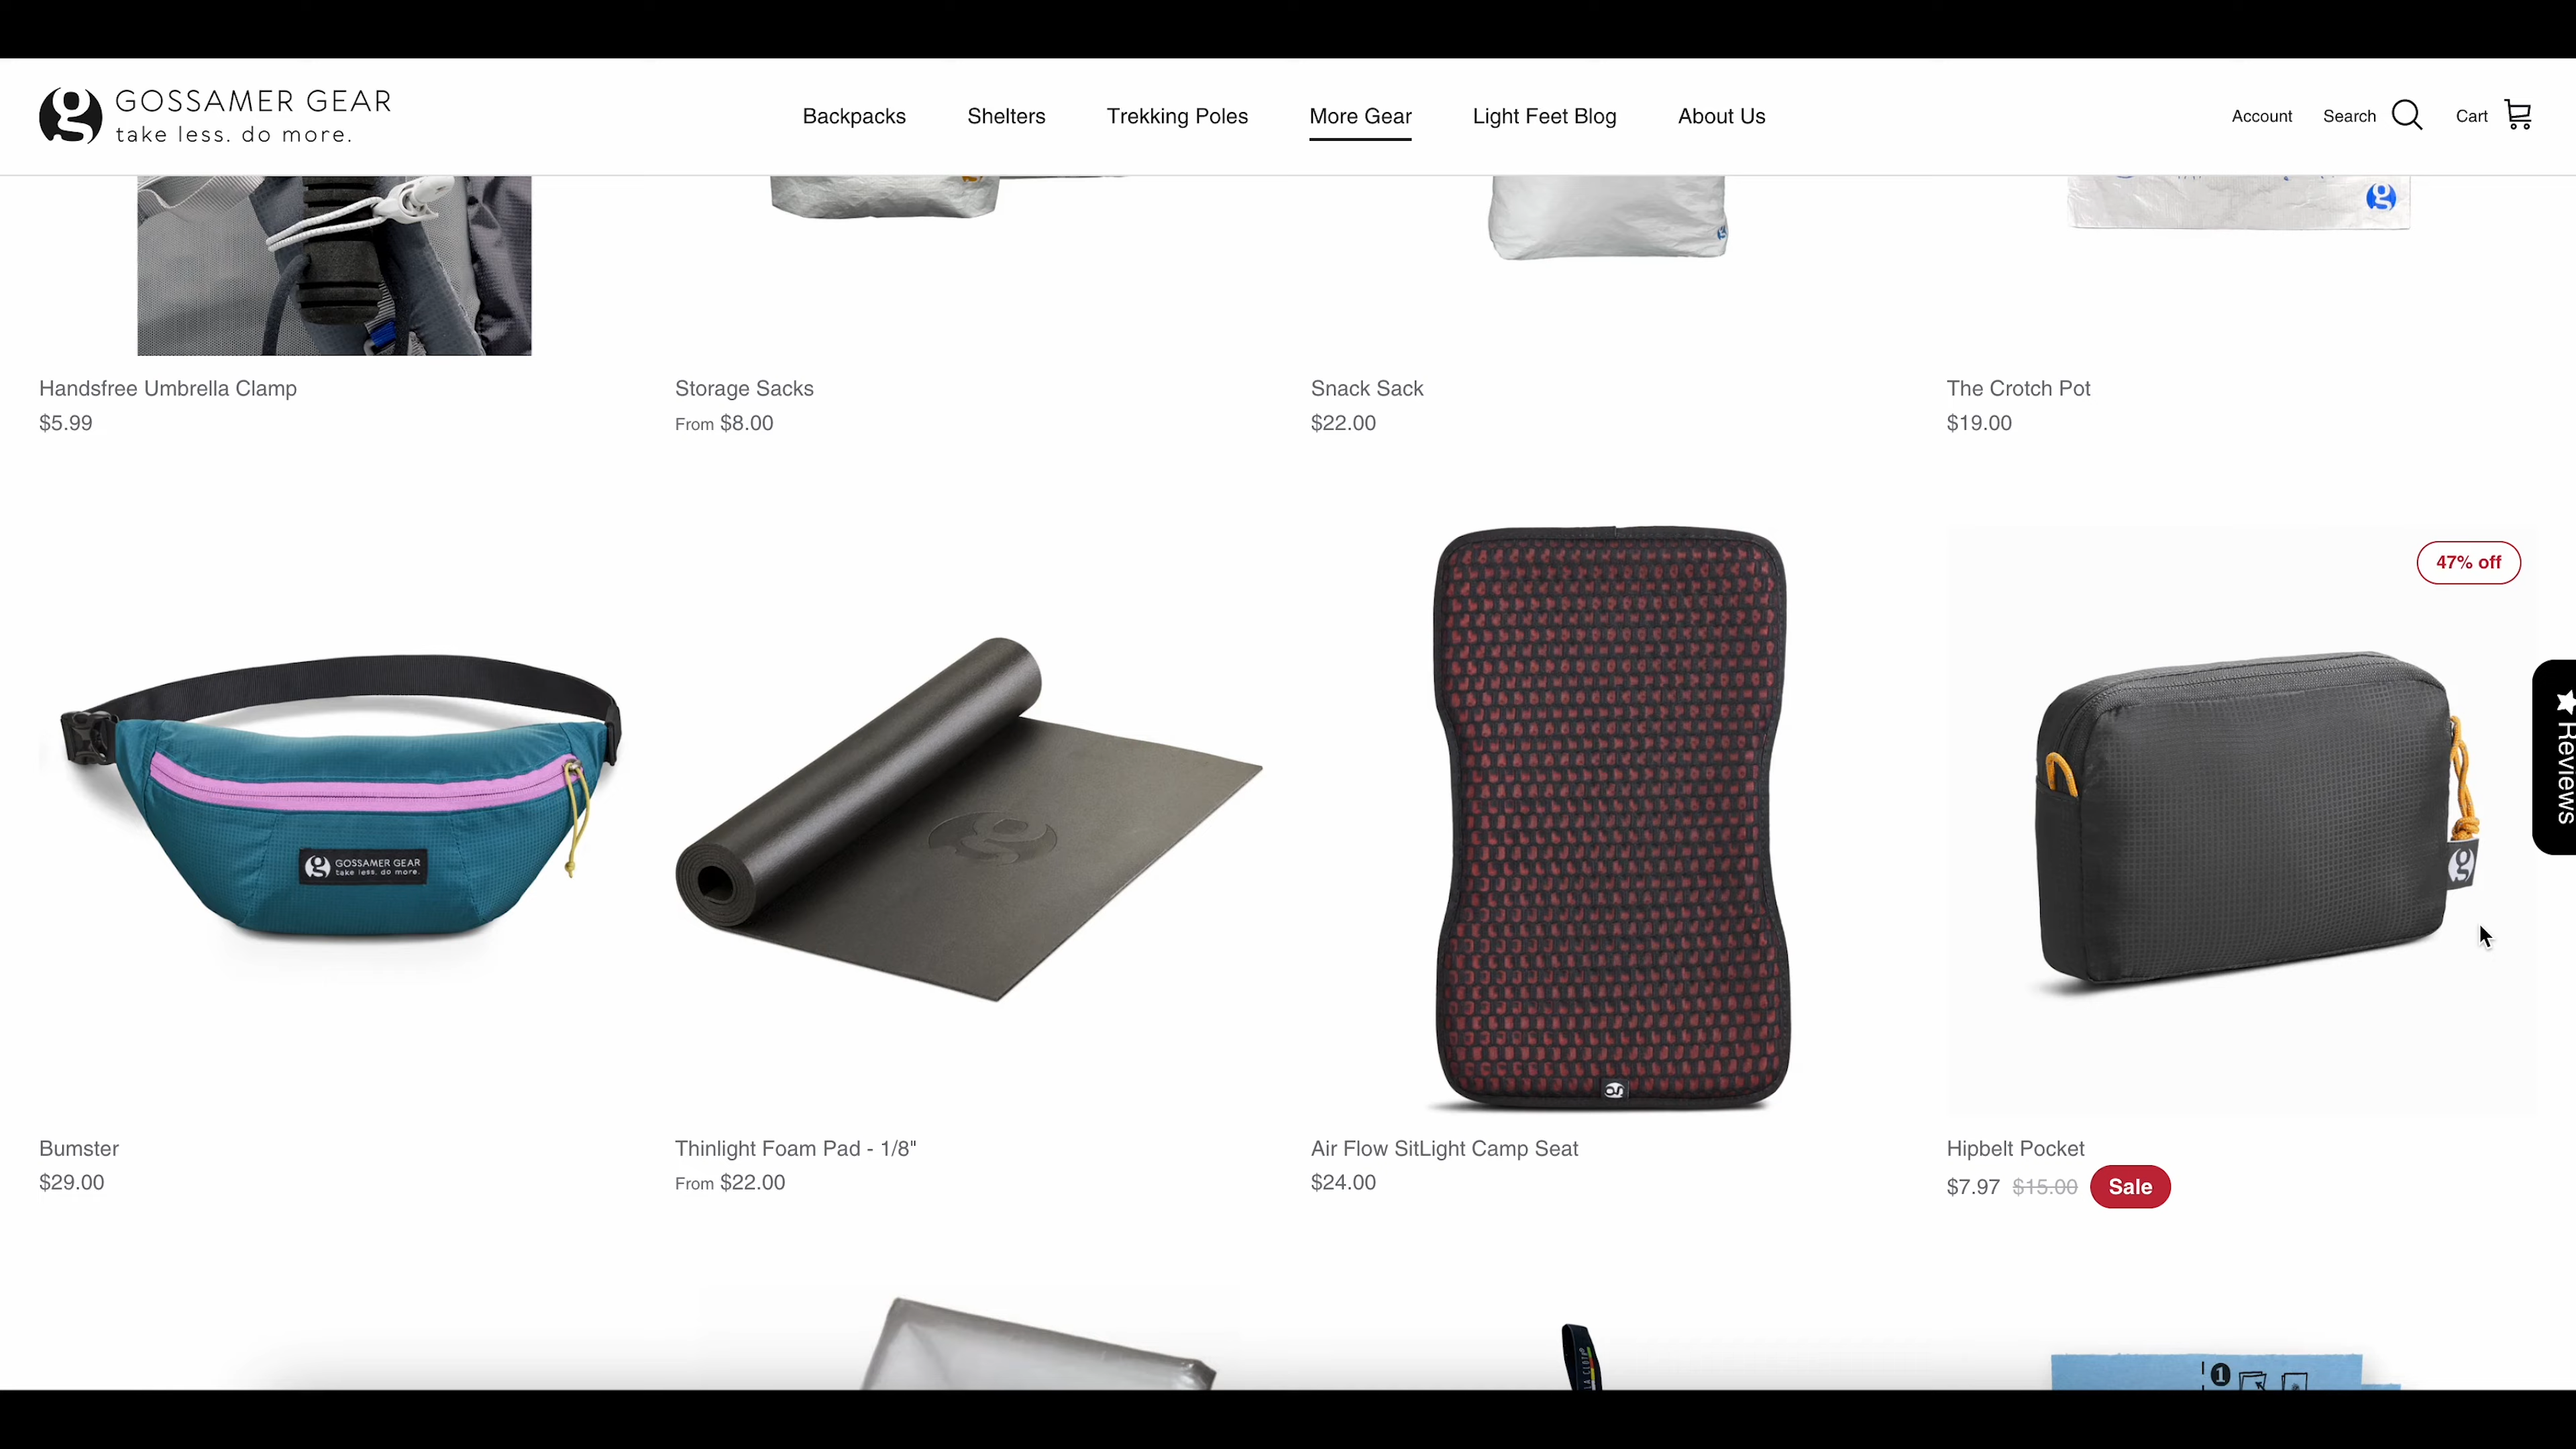 GOSSAMER GEAR
take less. do more.
Backpacks
Shelters
Trekking Poles
More Gear
Light Feet Blog
About Us
Account
Search
Cart
Handsfree Umbrella Clamp
$5.99
Storage Sacks
From $8.00
Snack Sack
$22.00
The Crotch Pot
$19.00
GOSSAMER GEAR
take less. do more.
47% off
Reviews
Bumster
$29.00
Thinlight Foam Pad - 1/8"
From $22.00
Air Flow SitLight Camp Seat
$24.00
Hipbelt Pocket
$7.97 $15.00 Sale
1